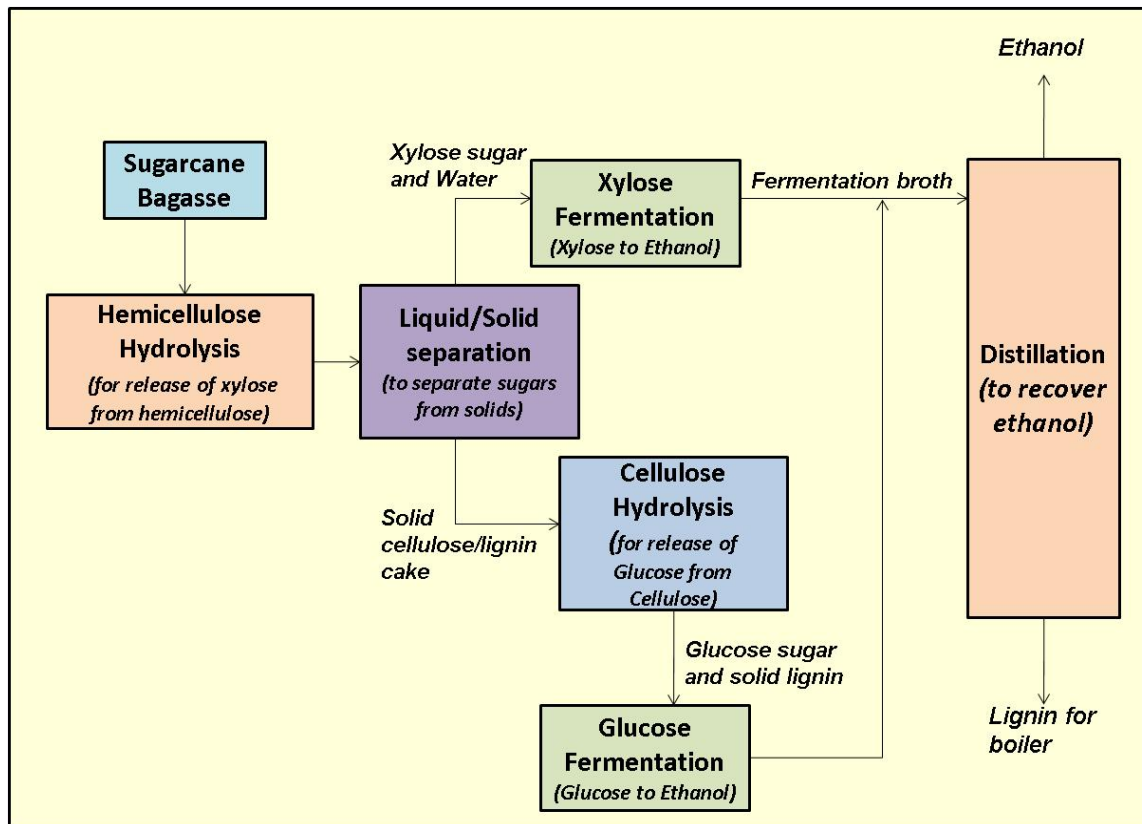 Ethanol
Sugarcane
Bagasse
Xylose sugar
and Water
Xylose
Fermentation
(Xylose to Ethanol)
Fermentation broth
Hemicellulose
Hydrolysis
(for release of xylose
from hemicellulose)
Liquid/Solid
separation
(to separate sugars
from solids)
Distillation
(to recover
ethanol)
Solid
cellulose/lignin
cake
Cellulose
Hydrolysis
(for release of
Glucose from
Cellulose)
Glucose sugar
and solid lignin
Glucose
Fermentation
(Glucose to Ethanol)
Lignin for
boiler